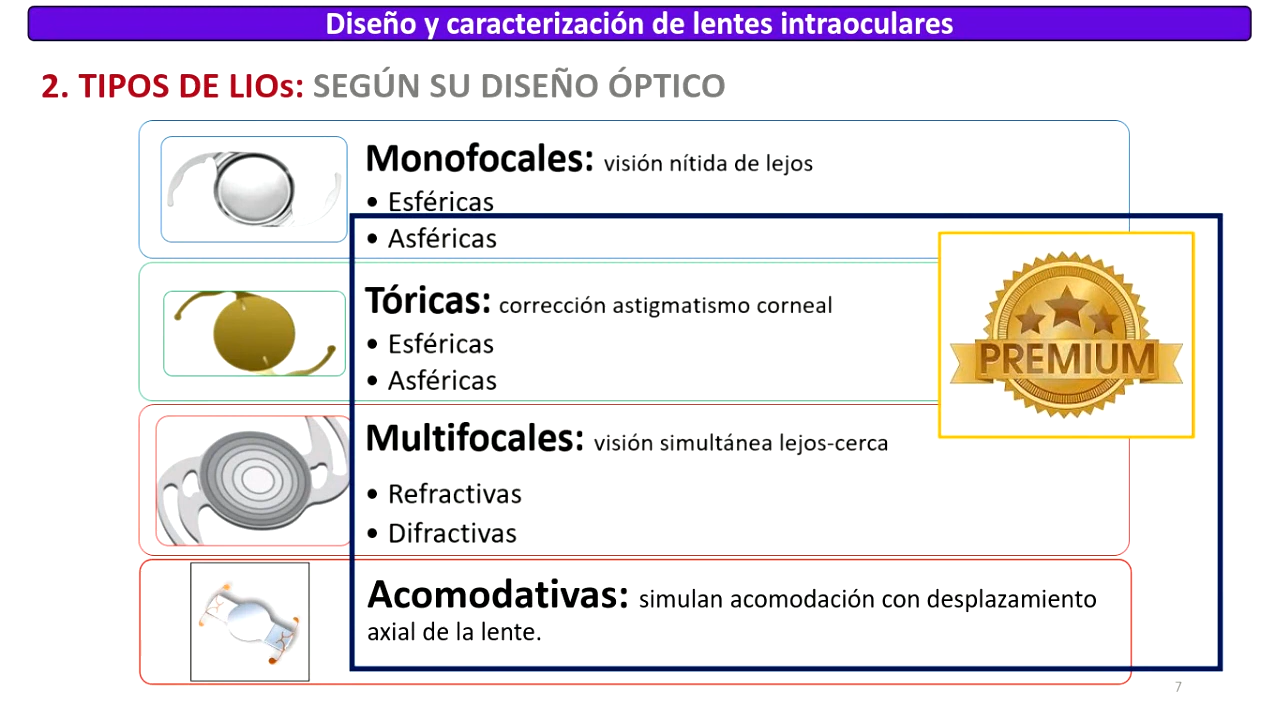 Diseño y caracterización de lentes intraoculares
2. TIPOS DE LIOs: SEGÚN SU DISEÑO ÓPTICO
Monofocales: visión nítida de lejos
• Esféricas
• Asféricas
Tóricas: corrección astigmatismo corneal
• Esféricas
• Asféricas
PREMIUM
Multifocales: visión simultánea lejos-cerca
• Refractivas
• Difractivas
Acomodativas: simulan acomodación con desplazamiento
axial de la lente.
7